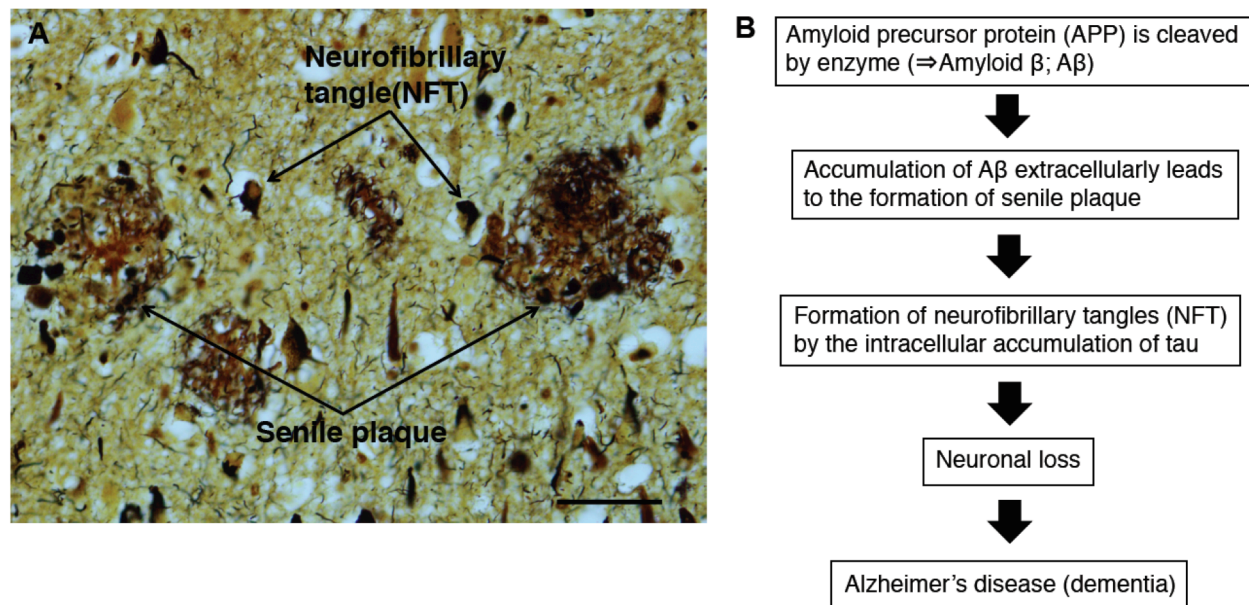 A
Neurofibrillary
tangle(NFT)
Senile plaque
B
Amyloid precursor protein (APP) is cleaved
by enzyme (⇒Amyloid β; Aβ)
Accumulation of Aβ extracellularly leads
to the formation of senile plaque
Formation of neurofibrillary tangles (NFT)
by the intracellular accumulation of tau
Neuronal loss
Alzheimer's disease (dementia)